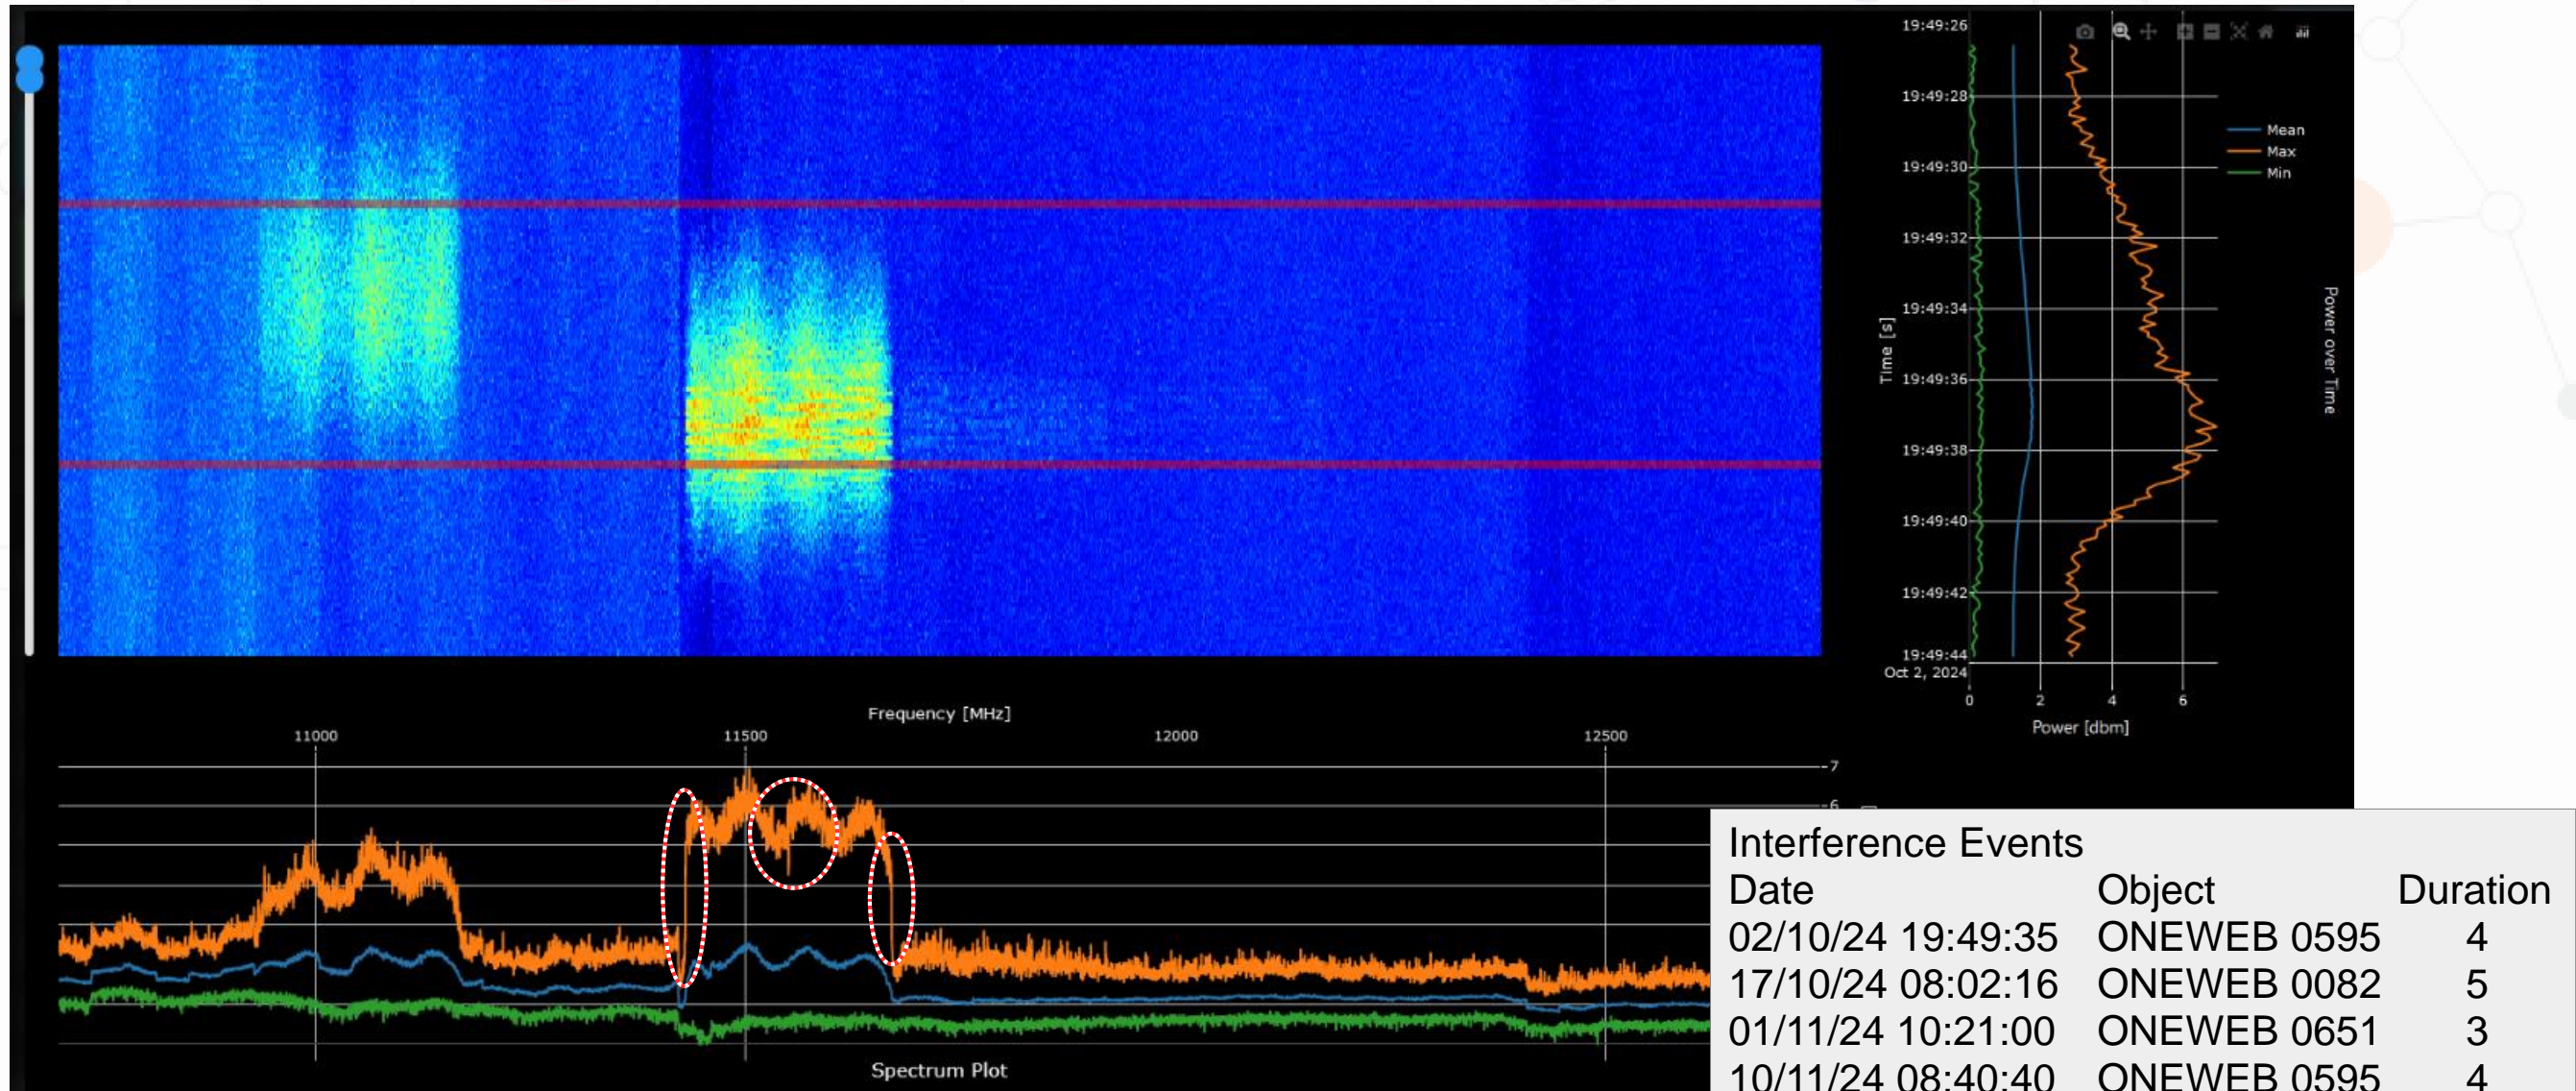 19:49:26
19:49:28
19:49:30
19:49:32
19:49:34
19:49:36
19:49:38
19:49:40
19:49:42
19:49:44
Oct 2, 2024
Time [s]
0 2 4 6
Power [dbm]
Mean
Max
Min
Power over Time
Frequency [MHz]
11000 11500 12000 12500
7
6
Spectrum Plot
Interference Events
Date Object Duration
02/10/24 19:49:35 ONEWEB 0595 4
17/10/24 08:02:16 ONEWEB 0082 5
01/11/24 10:21:00 ONEWEB 0651 3
10/11/24 08:40:40 ONEWEB 0595 4